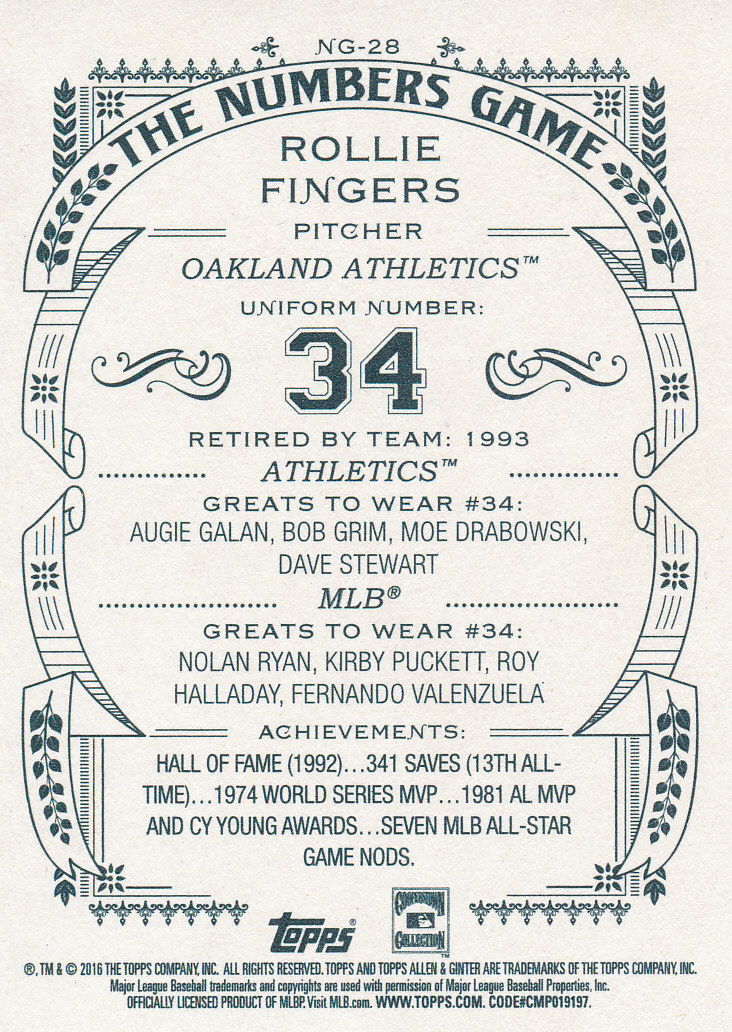 NG-28
THE NUMBERS GAME
ROLLIE
FINGERS
PITCHER
OAKLAND ATHLETICS™
UNIFORM NUMBER:
34
RETIRED BY TEAM: 1993
ATHLETICS™
GREATS TO WEAR #34:
AUGIE GALAN, BOB GRIM, MOE DRABOWSKI,
DAVE STEWART
MLB®
GREATS TO WEAR #34:
NOLAN RYAN, KIRBY PUCKETT, ROY
HALLADAY, FERNANDO VALENZUELA
ACHIEVEMENTS:
HALL OF FAME (1992)...341 SAVES (13TH ALL-
TIME)...1974 WORLD SERIES MVP...1981 AL MVP
AND CY YOUNG AWARDS...SEVEN MLB ALL-STAR
GAME NODS.
Topps®
COOPERSTOWN
COLLECTION™
®, TM & © 2016 THE TOPPS COMPANY, INC. ALL RIGHTS RESERVED. TOPPS AND TOPPS ALLEN & GINTER ARE TRADEMARKS OF THE TOPPS COMPANY, INC.
Major League Baseball trademarks and copyrights are used with permission of Major League Baseball Properties, Inc.
OFFICIALLY LICENSED PRODUCT OF MLBP. Visit MLB.com. WWW.TOPPS.COM. CODE#CMP019197.